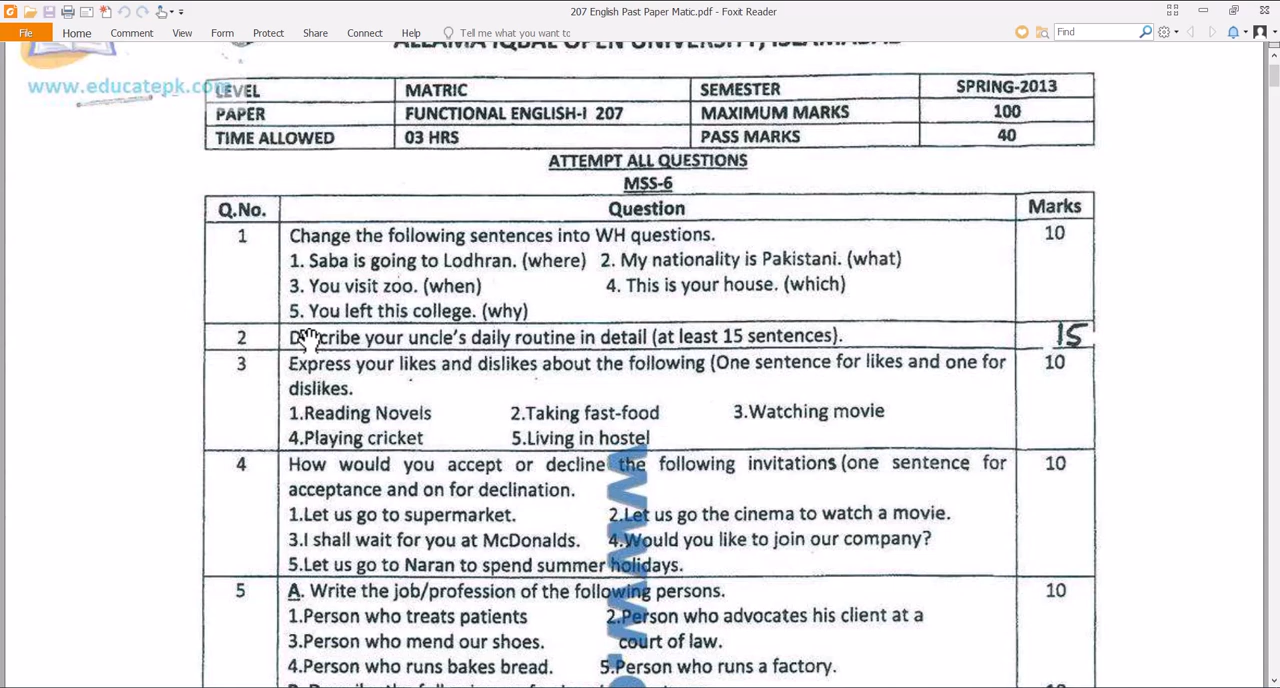 207 English Past Paper Matic.pdf - Foxit Reader
File Home Comment View Form Protect Share Connect Help Tell me what you want to Find
ALLAMA IQBAL OPEN UNIVERSITY, ISLAMABAD
www.educatepk.com
LEVEL MATRIC SEMESTER SPRING-2013
PAPER FUNCTIONAL ENGLISH-I 207 MAXIMUM MARKS 100
TIME ALLOWED 03 HRS PASS MARKS 40
ATTEMPT ALL QUESTIONS
MSS-6
Q.No. Question Marks
1 Change the following sentences into WH questions. 10
1. Saba is going to Lodhran. (where) 2. My nationality is Pakistani. (what)
3. You visit zoo. (when) 4. This is your house. (which)
5. You left this college. (why)
2 Describe your uncle's daily routine in detail (at least 15 sentences). 15
3 Express your likes and dislikes about the following (One sentence for likes and one for 10
dislikes.
1.Reading Novels 2.Taking fast-food 3.Watching movie
4.Playing cricket 5.Living in hostel
4 How would you accept or decline the following invitations (one sentence for 10
acceptance and on for declination.
1.Let us go to supermarket. 2.Let us go the cinema to watch a movie.
3.I shall wait for you at McDonalds. 4.Would you like to join our company?
5.Let us go to Naran to spend summer holidays.
5 A. Write the job/profession of the following persons. 10
1.Person who treats patients 2.Person who advocates his client at a
3.Person who mend our shoes. court of law.
4.Person who runs bakes bread. 5.Person who runs a factory.
www.